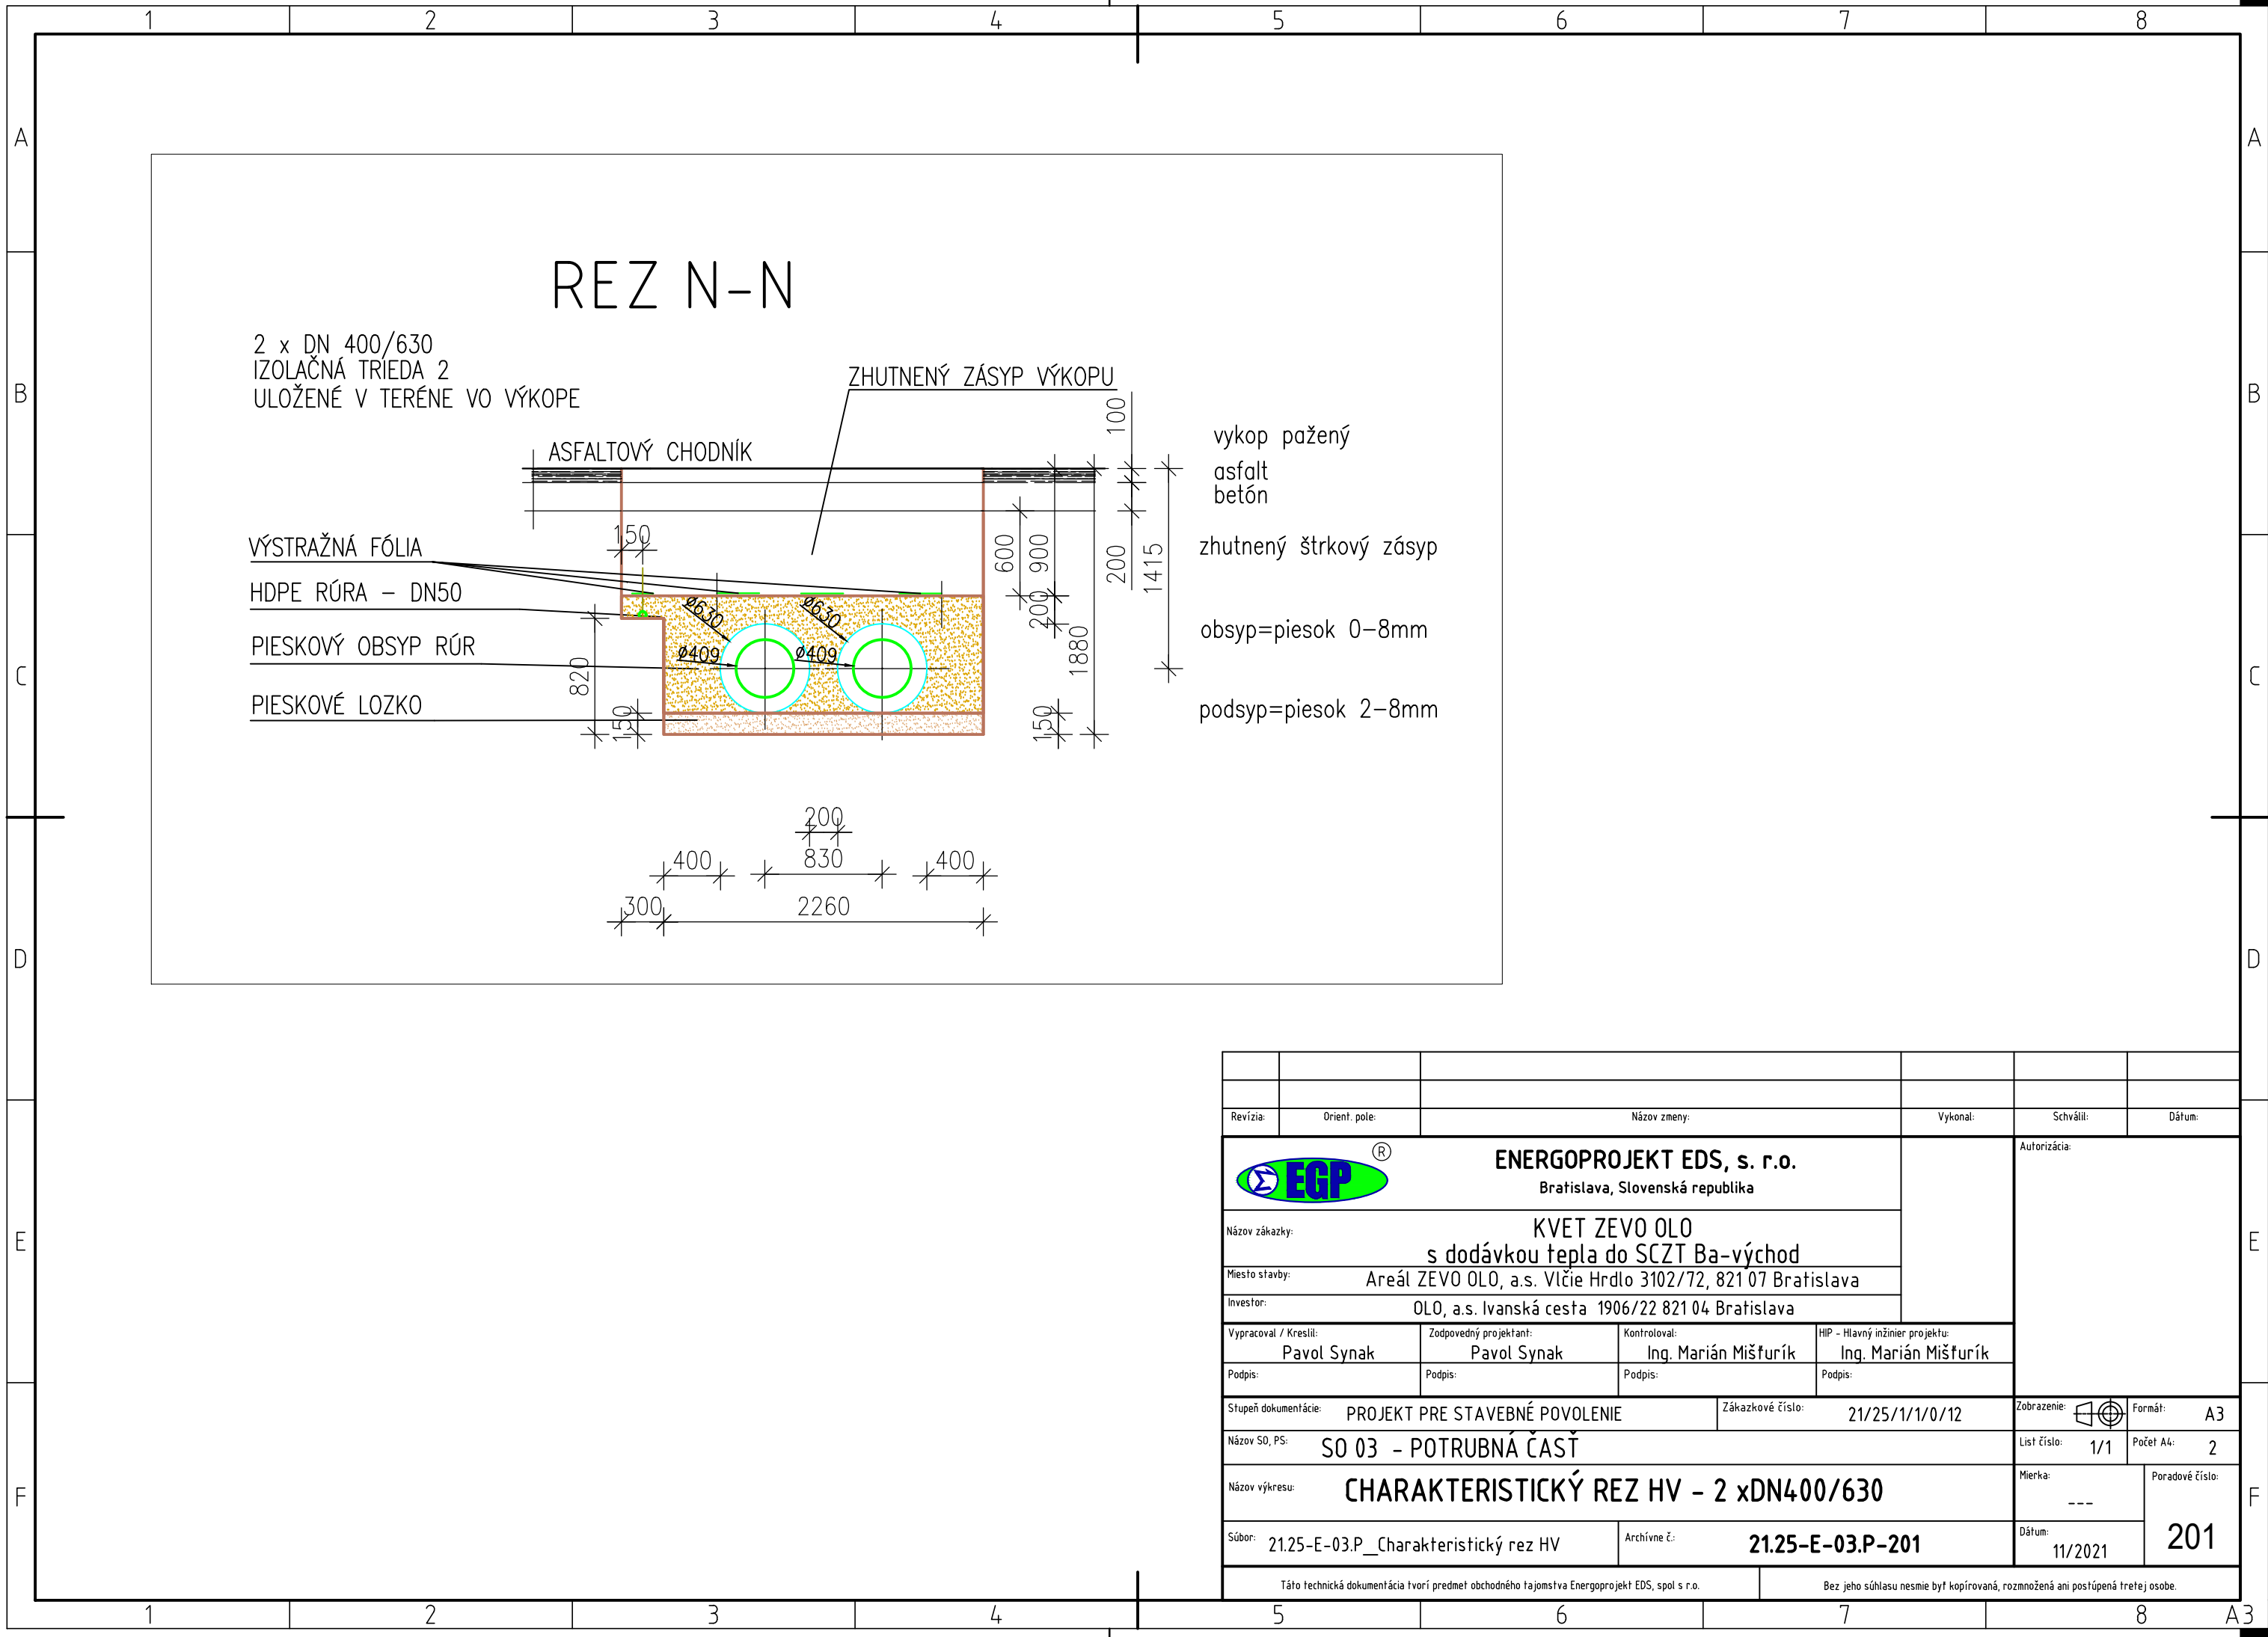 1 2 3 4 5 6 7 8
A A
B B
C C
D D
E E
F F
REZ N-N
2 x DN 400/630
IZOLAČNÁ TRIEDA 2
ULOŽENÉ V TERÉNE VO VÝKOPE
ZHUTNENÝ ZÁSYP VÝKOPU
ASFALTOVÝ CHODNÍK
VÝSTRAŽNÁ FÓLIA
HDPE RÚRA – DN50
PIESKOVÝ OBSYP RÚR
PIESKOVÉ LOZKO
150
820
150
ø630 ø630
ø409 ø409
600 900 200 1415
100
200
1880
150
vykop pažený
asfalt
betón
zhutnený štrkový zásyp
obsyp=piesok 0-8mm
podsyp=piesok 2-8mm
200
400 830 400
300 2260
Revízia: Orient. pole: Názov zmeny: Vykonal: Schválil: Dátum:
Σ EGP ®
ENERGOPROJEKT EDS, s. r.o.
Bratislava, Slovenská republika
Autorizácia:
Názov zákazky: KVET ZEVO OLO
s dodávkou tepla do SCZT Ba-východ
Miesto stavby: Areál ZEVO OLO, a.s. Vlčie Hrdlo 3102/72, 821 07 Bratislava
Investor: OLO, a.s. Ivanská cesta 1906/22 821 04 Bratislava
Vypracoval / Kreslil: Zodpovedný projektant: Kontroloval: HIP - Hlavný inžinier projektu:
Pavol Synak Pavol Synak Ing. Marián Mišťurík Ing. Marián Mišťurík
Podpis: Podpis: Podpis: Podpis:
Stupeň dokumentácie: PROJEKT PRE STAVEBNÉ POVOLENIE Zákazkové číslo: 21/25/1/1/0/12 Zobrazenie: Formát: A3
Názov SO, PS: SO 03 - POTRUBNÁ ČASŤ List číslo: 1/1 Počet A4: 2
Názov výkresu: CHARAKTERISTICKÝ REZ HV - 2 xDN400/630 Mierka: --- Poradové číslo: 201
Súbor: 21.25-E-03.P__Charakteristický rez HV Archívne č.: 21.25-E-03.P-201 Dátum: 11/2021
Táto technická dokumentácia tvorí predmet obchodného tajomstva Energoprojekt EDS, spol s r.o. Bez jeho súhlasu nesmie byť kopírovaná, rozmnožená ani postúpená tretej osobe.
1 2 3 4 5 6 7 8 A3